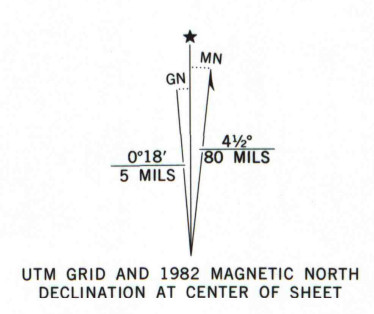 ★
MN
GN
0°18'
5 MILS
4½°
80 MILS
UTM GRID AND 1982 MAGNETIC NORTH
DECLINATION AT CENTER OF SHEET